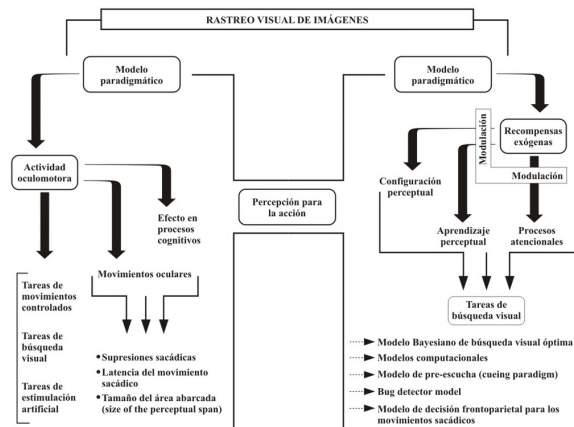 RASTREO VISUAL DE IMÁGENES
Modelo
paradigmático
Actividad
oculomotora
Efecto en
procesos
cognitivos
Movimientos oculares
Tareas de
movimientos
controlados
Tareas de
búsqueda
visual
Tareas de
estimulación
artificial
• Supresiones sacádicas
• Latencia del movimiento
sacádico
• Tamaño del área abarcada
(size of the perceptual span)
Percepción para
la acción
Modelo
paradigmático
Recompensas
exógenas
Modulación
Modulación
Configuración
perceptual
Aprendizaje
perceptual
Procesos
atencionales
Tareas de
búsqueda visual
Modelo Bayesiano de búsqueda visual óptima
Modelos computacionales
Modelo de pre-escucha (cueing paradigm)
Bug detector model
Modelo de decisión frontoparietal para los
movimientos sacádicos